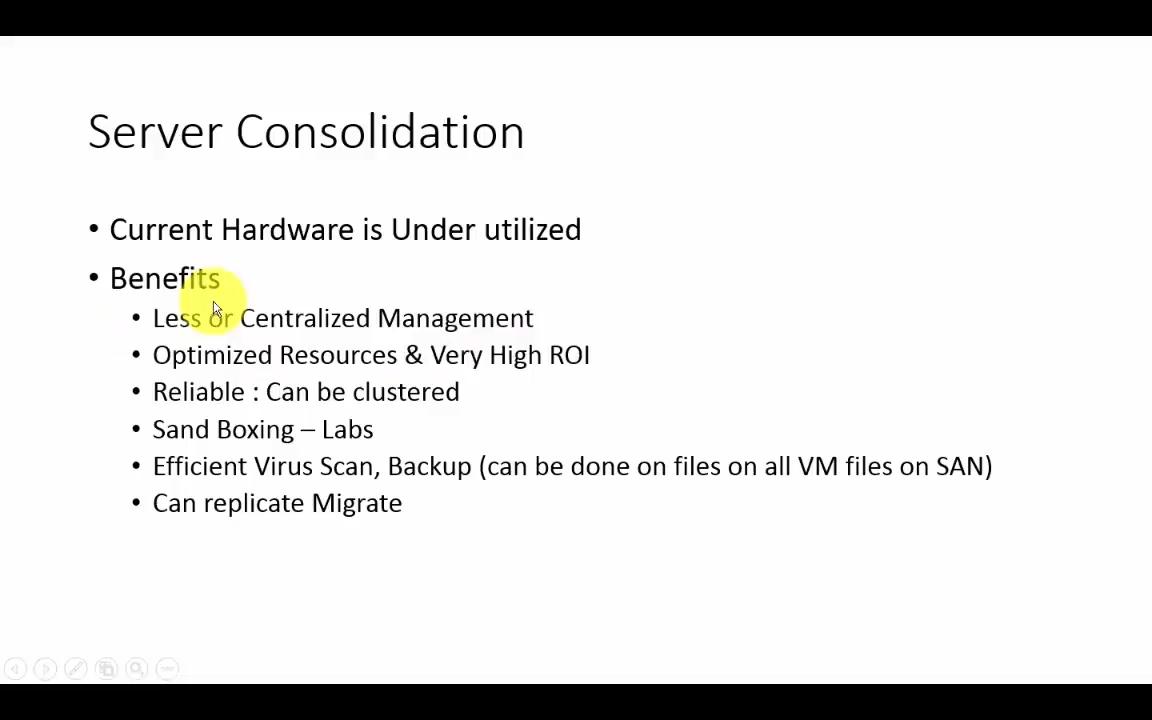 Server Consolidation
• Current Hardware is Under utilized
• Benefits
• Less or Centralized Management
• Optimized Resources & Very High ROI
• Reliable : Can be clustered
• Sand Boxing – Labs
• Efficient Virus Scan, Backup (can be done on files on all VM files on SAN)
• Can replicate Migrate